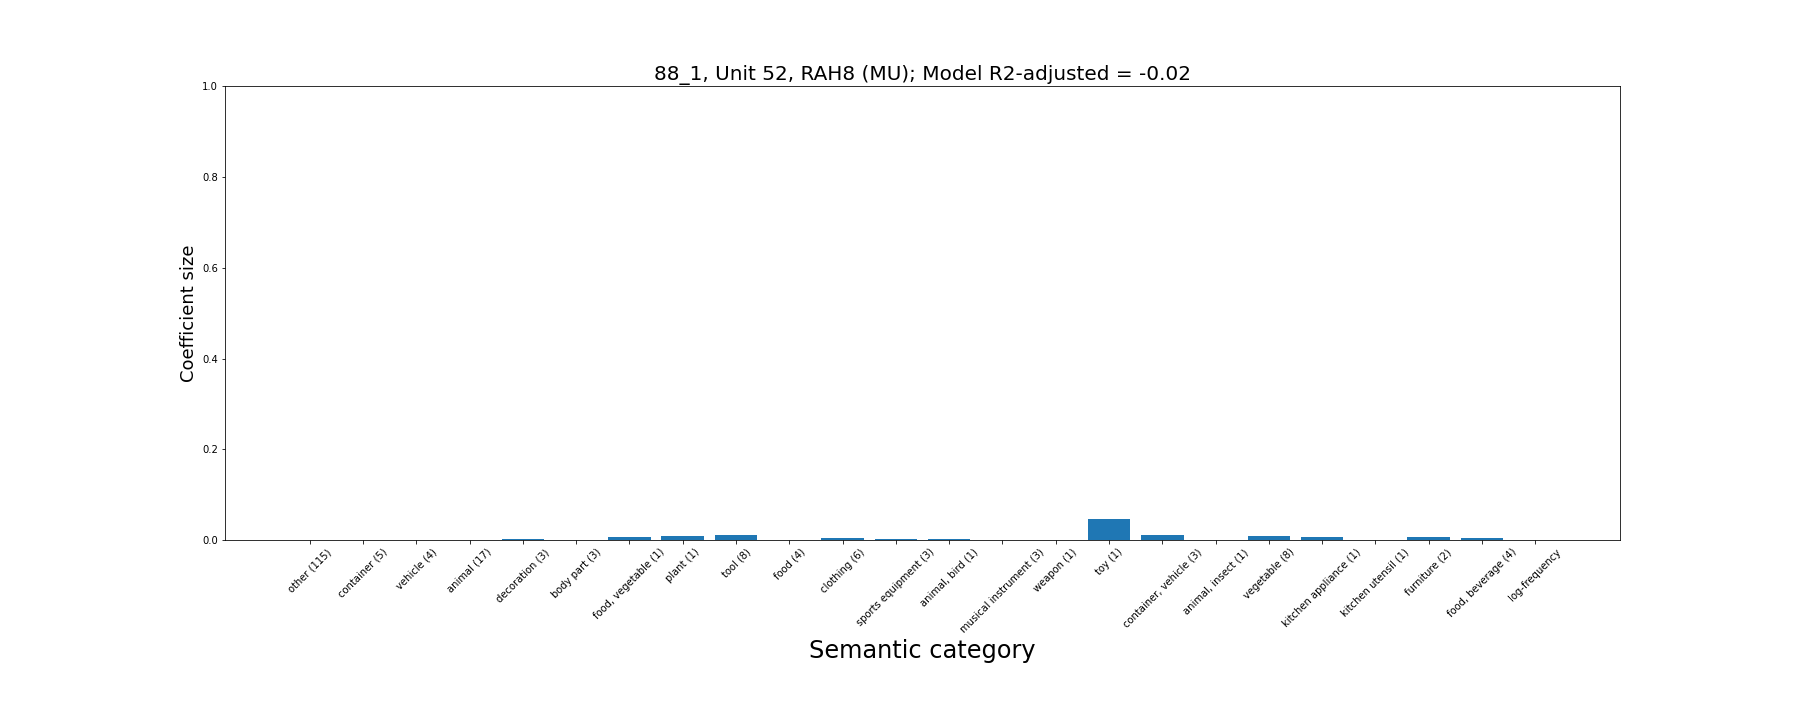 88_1, Unit 52, RAH8 (MU); Model R2-adjusted = -0.02
1.0
0.8
0.6
0.4
0.2
0.0
Coefficient size
other (115)
container (5)
vehicle (4)
animal (17)
decoration (3)
body part (3)
food, vegetable (1)
plant (1)
tool (8)
food (4)
clothing (6)
sports equipment (3)
animal, bird (1)
musical instrument (3)
weapon (1)
toy (1)
container, vehicle (3)
animal, insect (1)
vegetable (8)
kitchen appliance (1)
kitchen utensil (1)
furniture (2)
food, beverage (4)
log-frequency
Semantic category